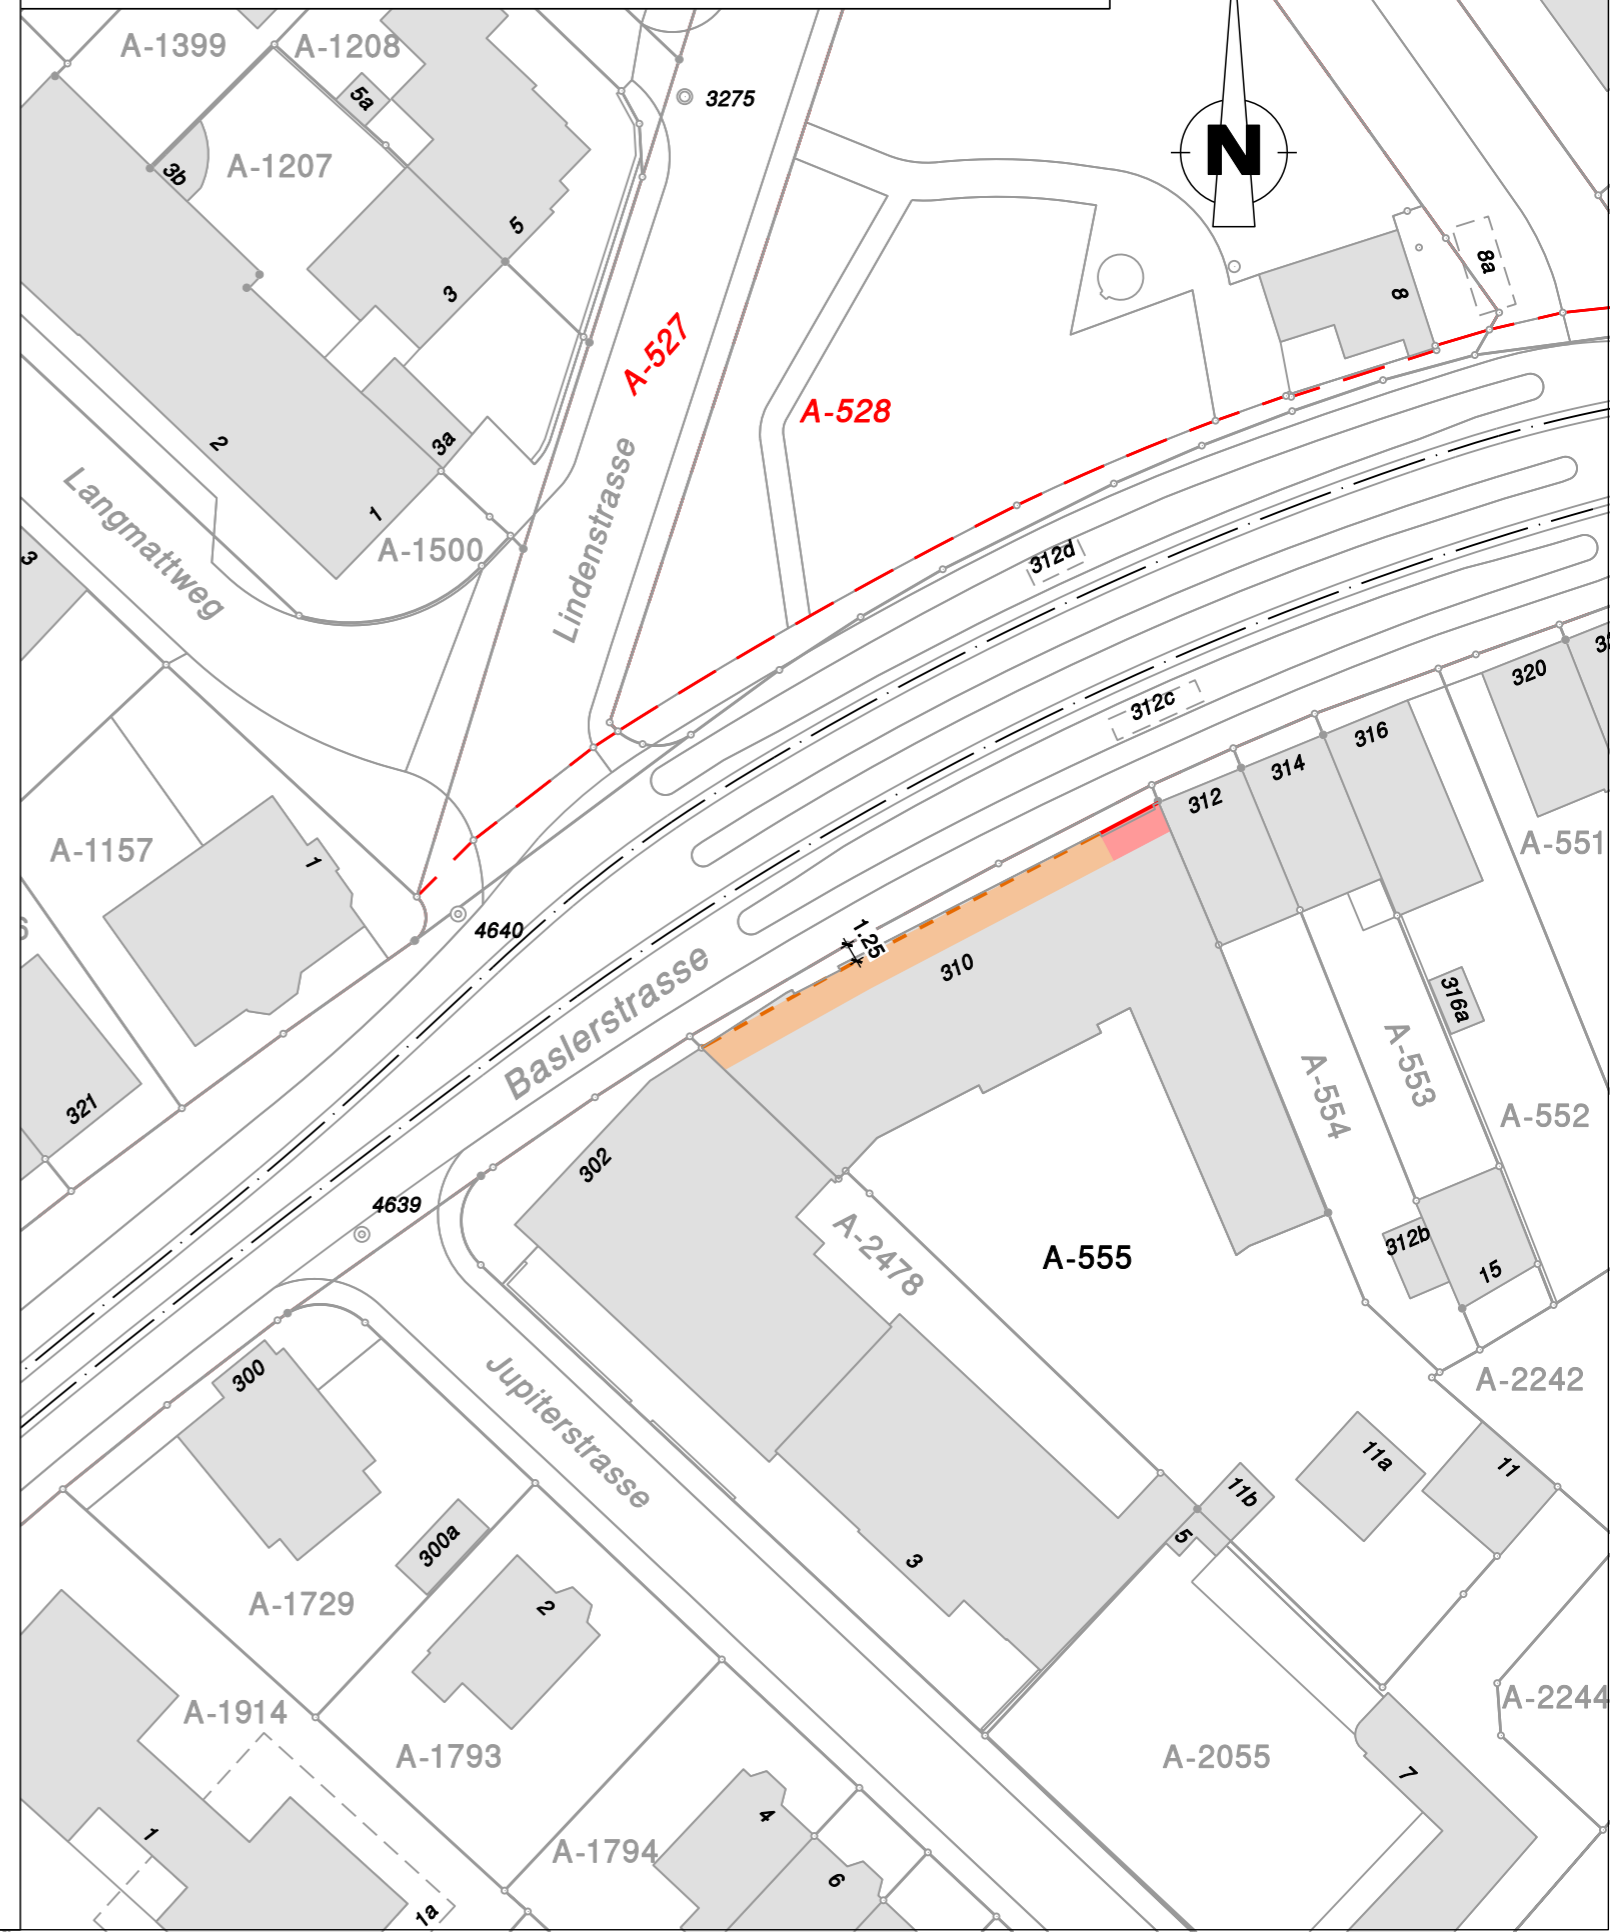 A-1399
A-1208
5a
3275
3b
A-1207
N
5
8a
8
3
A-527
A-528
2
3a
1
Langmattweg
A-1500
Lindenstrasse
312d
3
312c
320
316
314
312
A-1157
1
A-551
4640
1.25
310
Baslerstrasse
316a
A-553
A-554
A-552
321
302
4639
A-2478
A-555
312b
15
300
Jupiterstrasse
A-2242
11a
11
11b
5
300a
3
A-1729
2
A-1914
A-1793
A-2055
A-2244
7
1
4
A-1794
6
1a